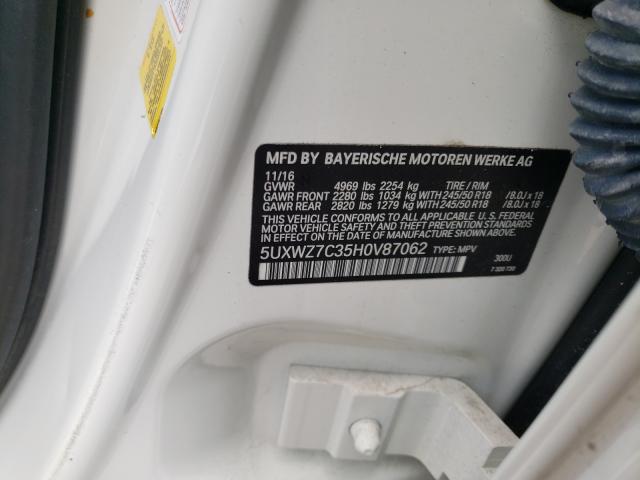 MFD BY BAYERISCHE MOTOREN WERKE AG
11/16
GVWR 4969 lbs 2254 kg TIRE / RIM
GAWR FRONT 2280 lbs 1034 kg WITH 245/50 R18 /8.0J x 18
GAWR REAR 2820 lbs 1279 kg WITH 245/50 R18 /8.0J x 18
THIS VEHICLE CONFORMS TO ALL APPLICABLE U. S. FEDERAL
MOTOR VEHICLE SAFETY AND THEFT PREVENTION
STANDARDS IN EFFECT ON THE DATE OF MANUFACTURE
SHOWN ABOVE.
5UXWZ7C35H0V87062 TYPE: MPV 300U